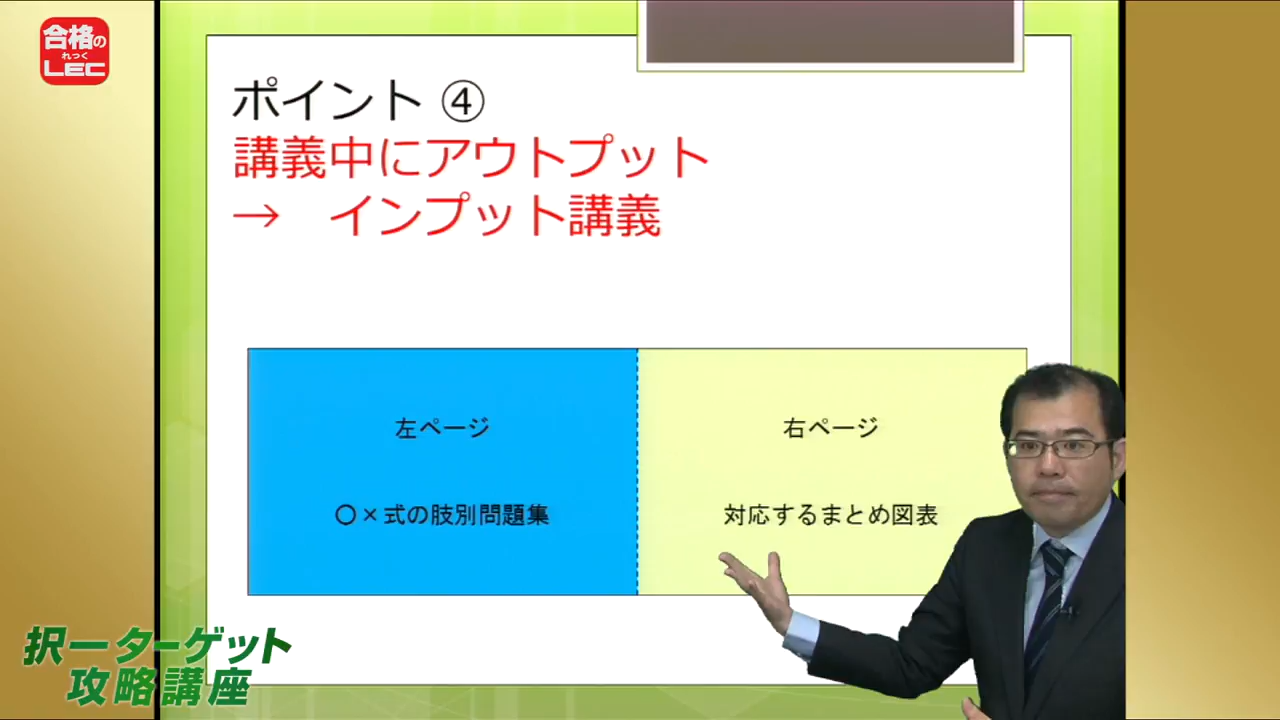 合格の
れっく
LEC
ポイント ④
講義中にアウトプット
→ インプット講義
左ページ
右ページ
〇×式の肢別問題集
対応するまとめ図表
択一ターゲット
攻略講座